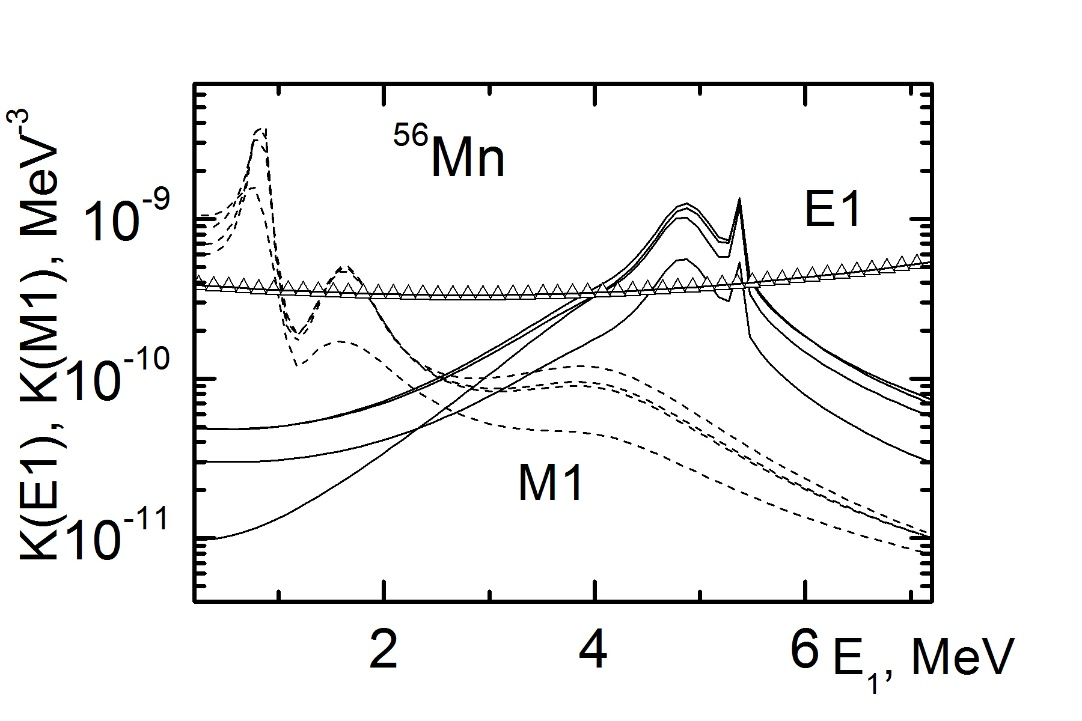 K(E1), K(M1), MeV⁻³
⁵⁶Mn
E1
M1
10⁻⁹
10⁻¹⁰
10⁻¹¹
2 4 6 E₁, MeV